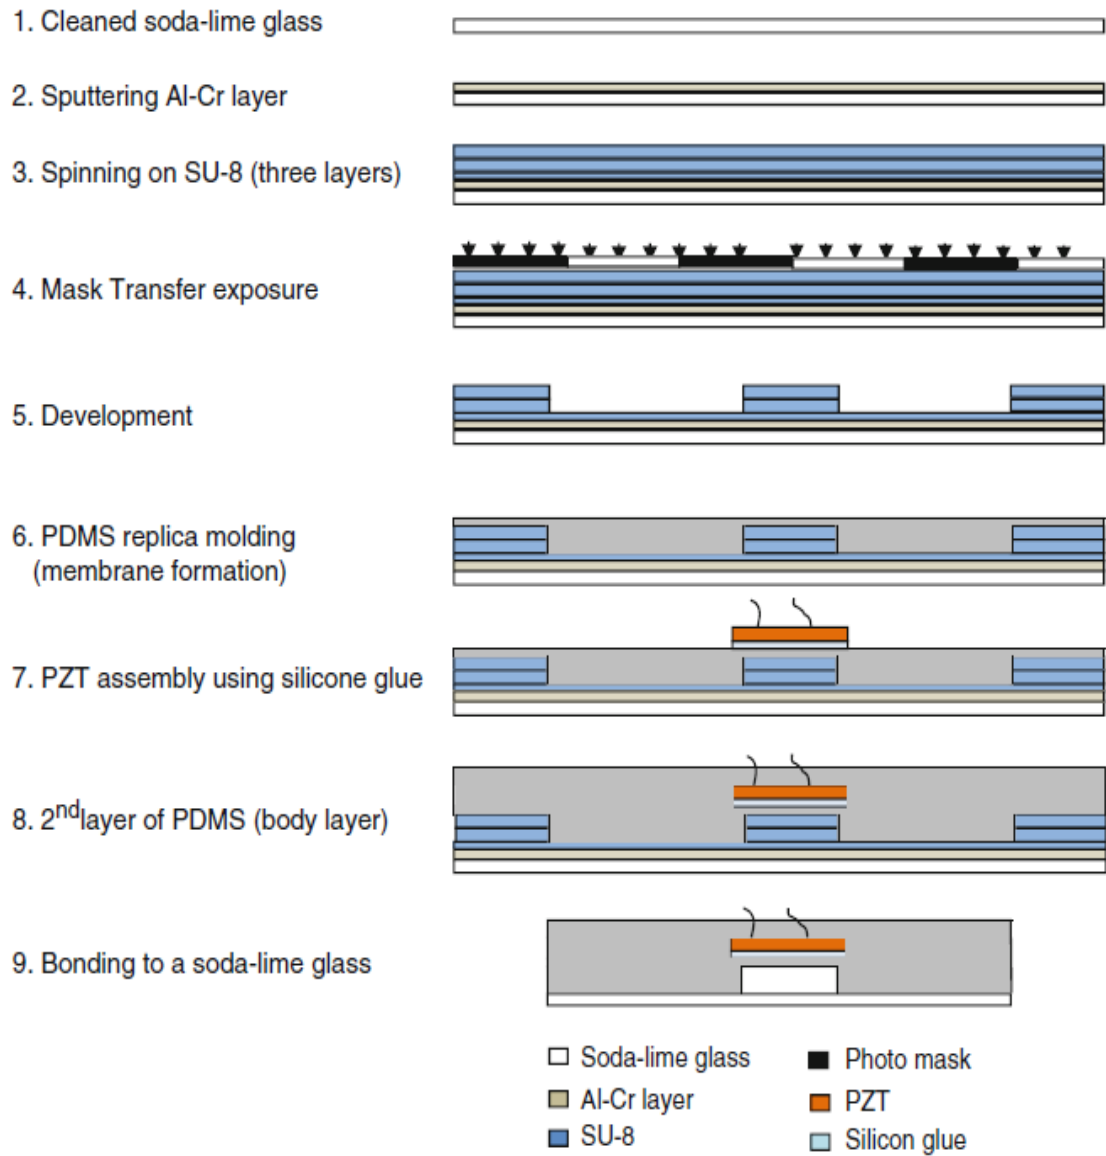 1. Cleaned soda-lime glass
2. Sputtering Al-Cr layer
3. Spinning on SU-8 (three layers)
4. Mask Transfer exposure
5. Development
6. PDMS replica molding
(membrane formation)
7. PZT assembly using silicone glue
8. 2ndlayer of PDMS (body layer)
9. Bonding to a soda-lime glass
Soda-lime glass
Photo mask
Al-Cr layer
PZT
SU-8
Silicon glue